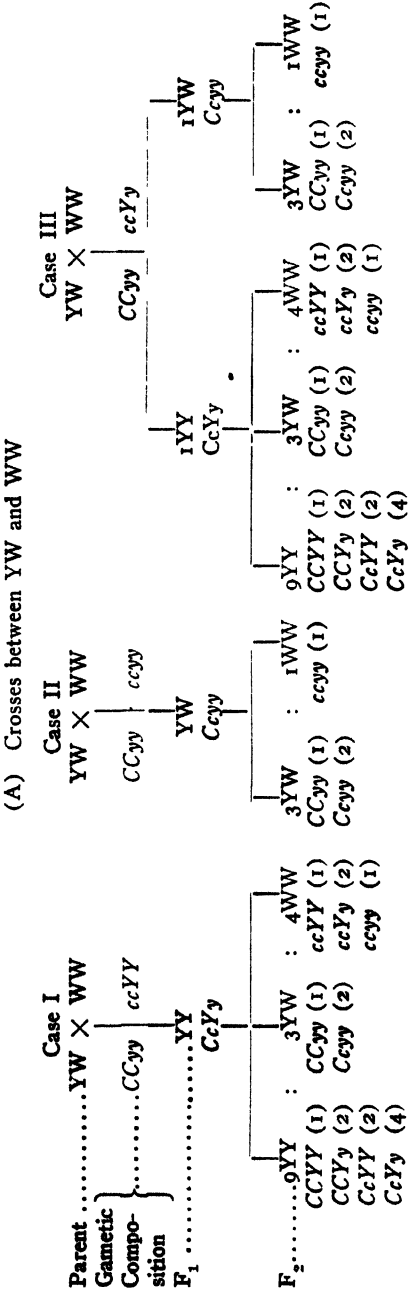 (A) Crosses between YW and WW
Case I Case II Case III
Parent ............YW × WW YW × WW YW × WW
Gametic Compo- sition } ............CCyy ccYY CCyy ccyy CCyy ccYy
F1 ..................YY YW 1YY 1YW
CcYy Ccyy CcYy Ccyy
F2.........9YY : 3YW : 4WW 3YW : 1WW 9YY : 3YW : 4WW 3YW : 1WW
CCYY (1) CCyy (1) ccYY (1) CCyy (1) ccyy (1) CCYY (1) CCyy (1) ccYY (1) CCyy (1) ccyy (1)
CCYy (2) Ccyy (2) ccYy (2) Ccyy (2) CCYy (2) Ccyy (2) ccYy (2) Ccyy (2)
CcYY (2) ccyy (1) CcYY (2) ccyy (1)
CcYy (4) CcYy (4)